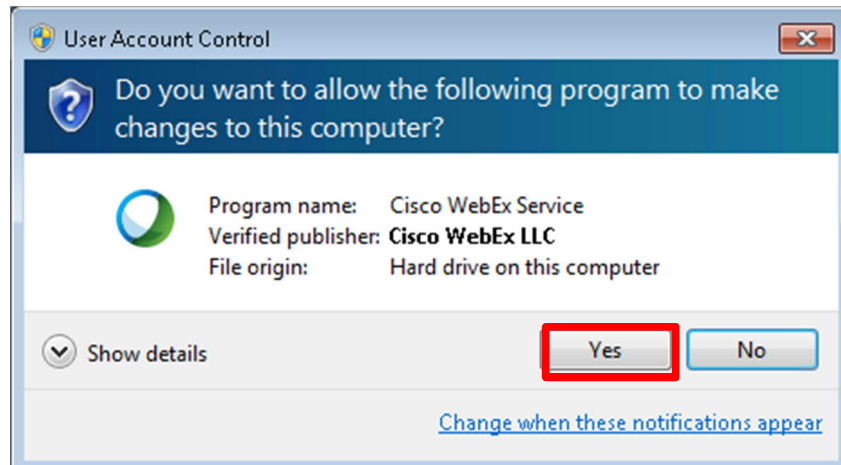 User Account Control
Do you want to allow the following program to make
changes to this computer?
Program name: Cisco WebEx Service
Verified publisher: Cisco WebEx LLC
File origin: Hard drive on this computer
Show details Yes No
Change when these notifications appear